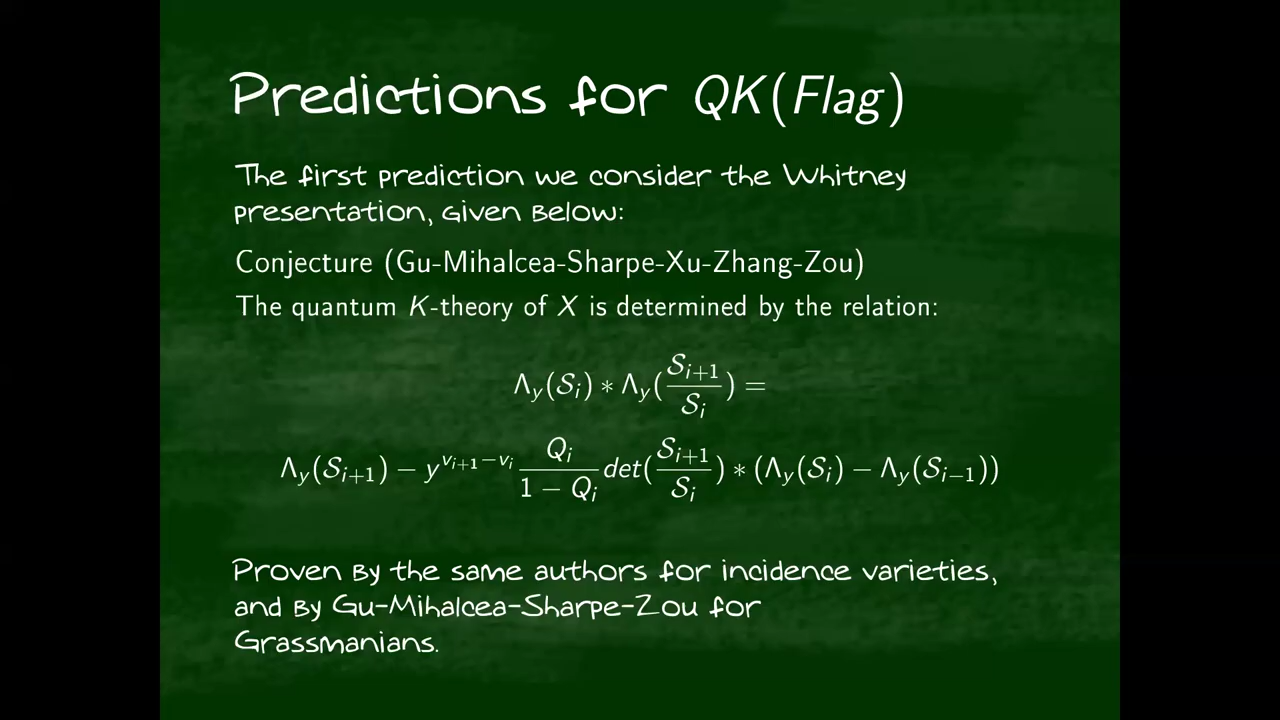 Predictions for QK(Flag)
The first prediction we consider the Whitney
presentation, given below:
Conjecture (Gu-Mihalcea-Sharpe-Xu-Zhang-Zou)
The quantum K-theory of X is determined by the relation:
Λ_y(𝒮_i) ∗ Λ_y(\frac{𝒮_{i+1}}{𝒮_i}) =
Λ_y(𝒮_{i+1}) − y^{v_{i+1}−v_i} \frac{Q_i}{1 − Q_i} det(\frac{𝒮_{i+1}}{𝒮_i}) ∗ (Λ_y(𝒮_i) − Λ_y(𝒮_{i−1}))
Proven by the same authors for incidence varieties,
and by Gu-Mihalcea-Sharpe-Zou for
Grassmanians.